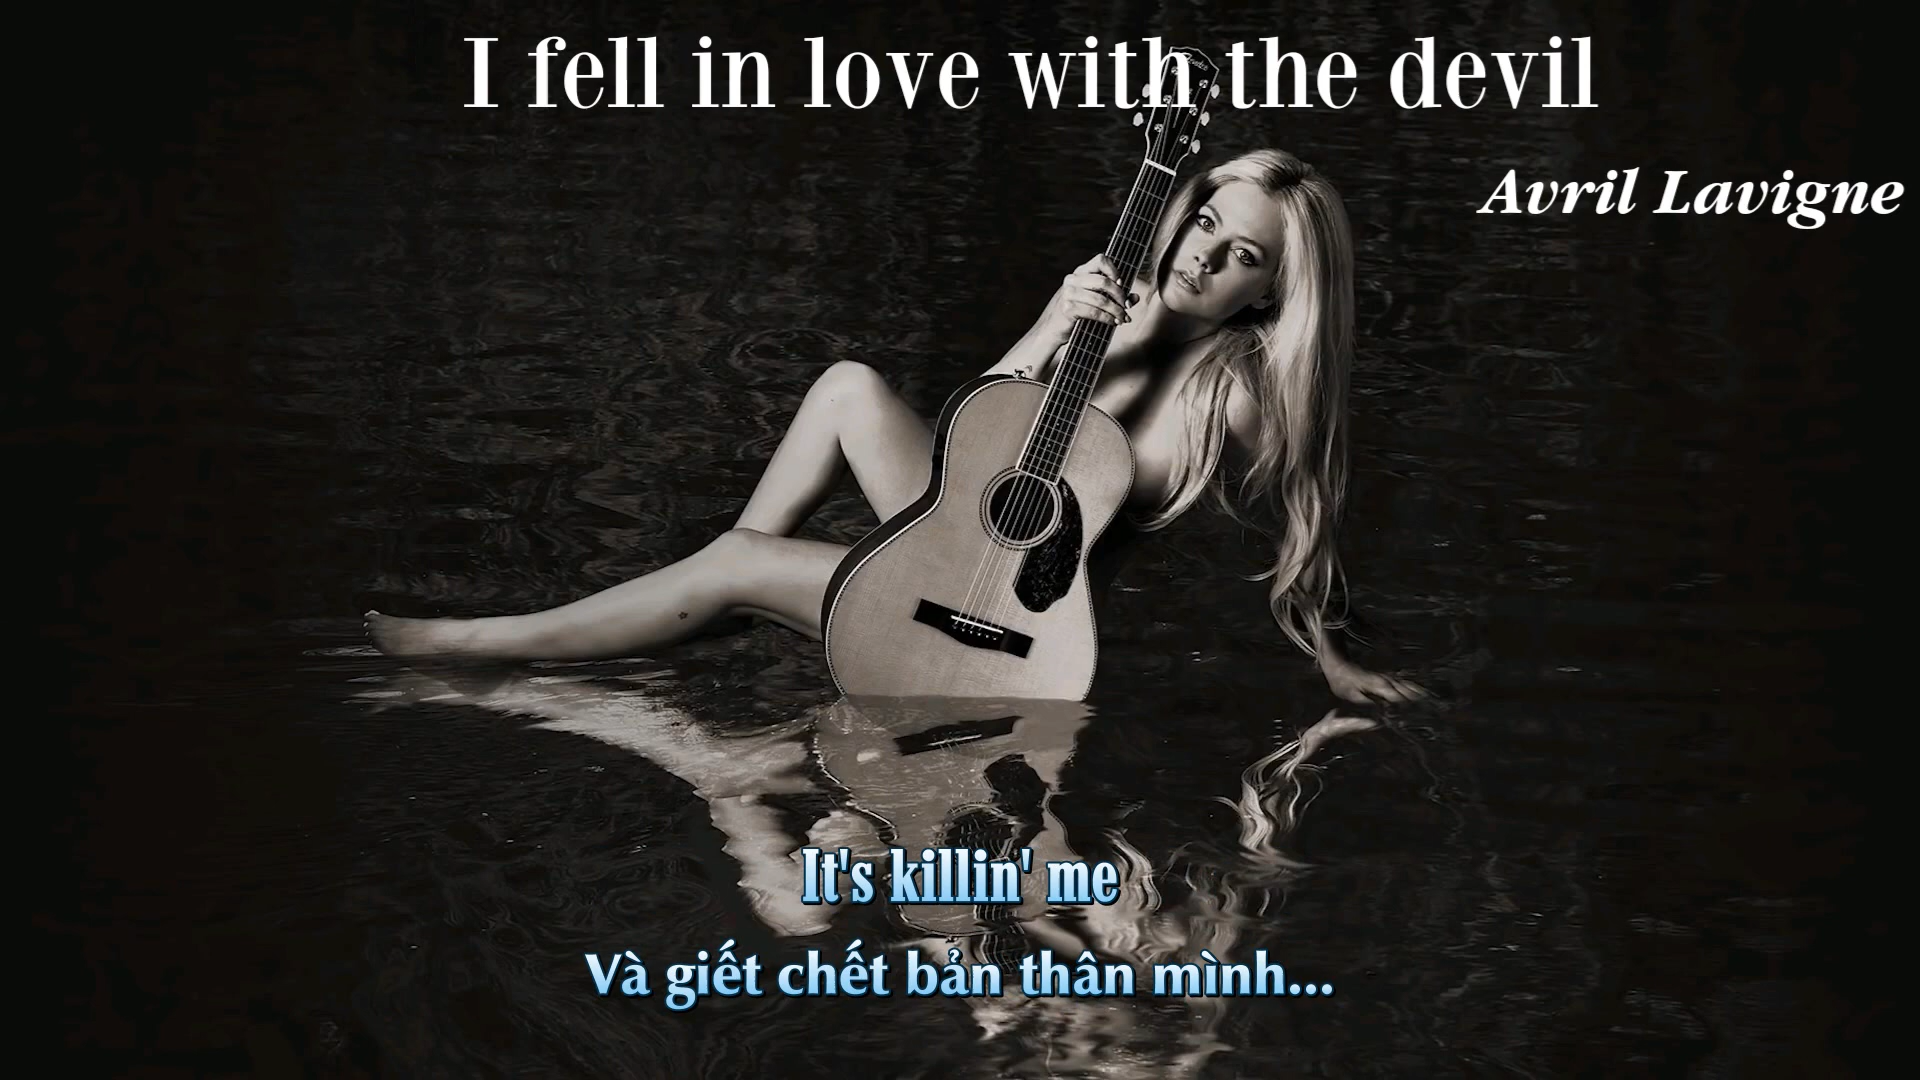 I fell in love with the devil
Avril Lavigne
It's killin' me
Và giết chết bản thân mình...